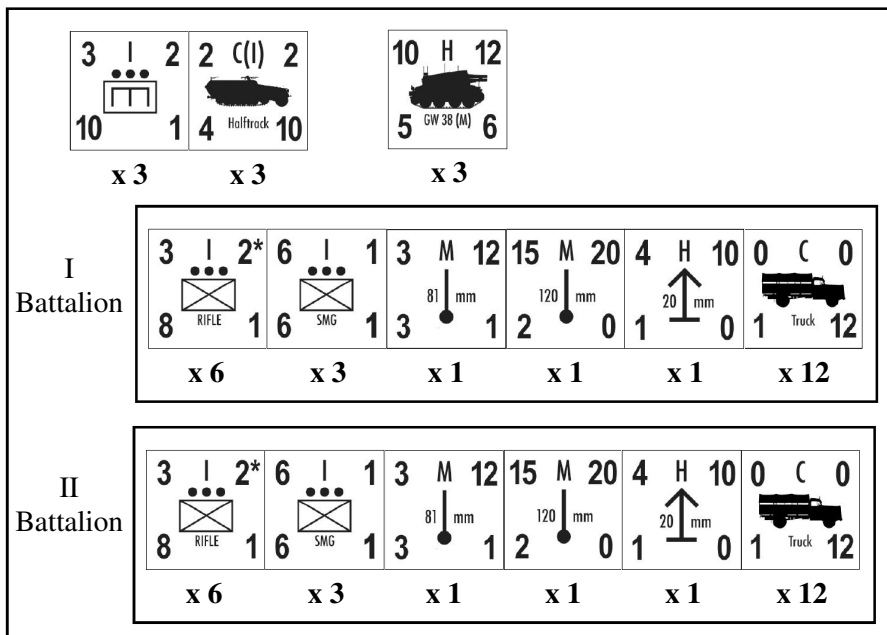 3 I 2 2 C(I) 2 10 H 12
10 1 4 Halftrack 10 5 GW 38 (M) 6
x 3 x 3 x 3
I
Battalion
3 I 2* 6 I 1 3 M 12 15 M 20 4 H 10 0 C 0
81 mm 120 mm 20 mm
8 RIFLE 1 6 SMG 1 3 1 2 0 1 0 1 Truck 12
x 6 x 3 x 1 x 1 x 1 x 12
II
Battalion
3 I 2* 6 I 1 3 M 12 15 M 20 4 H 10 0 C 0
81 mm 120 mm 20 mm
8 RIFLE 1 6 SMG 1 3 1 2 0 1 0 1 Truck 12
x 6 x 3 x 1 x 1 x 1 x 12